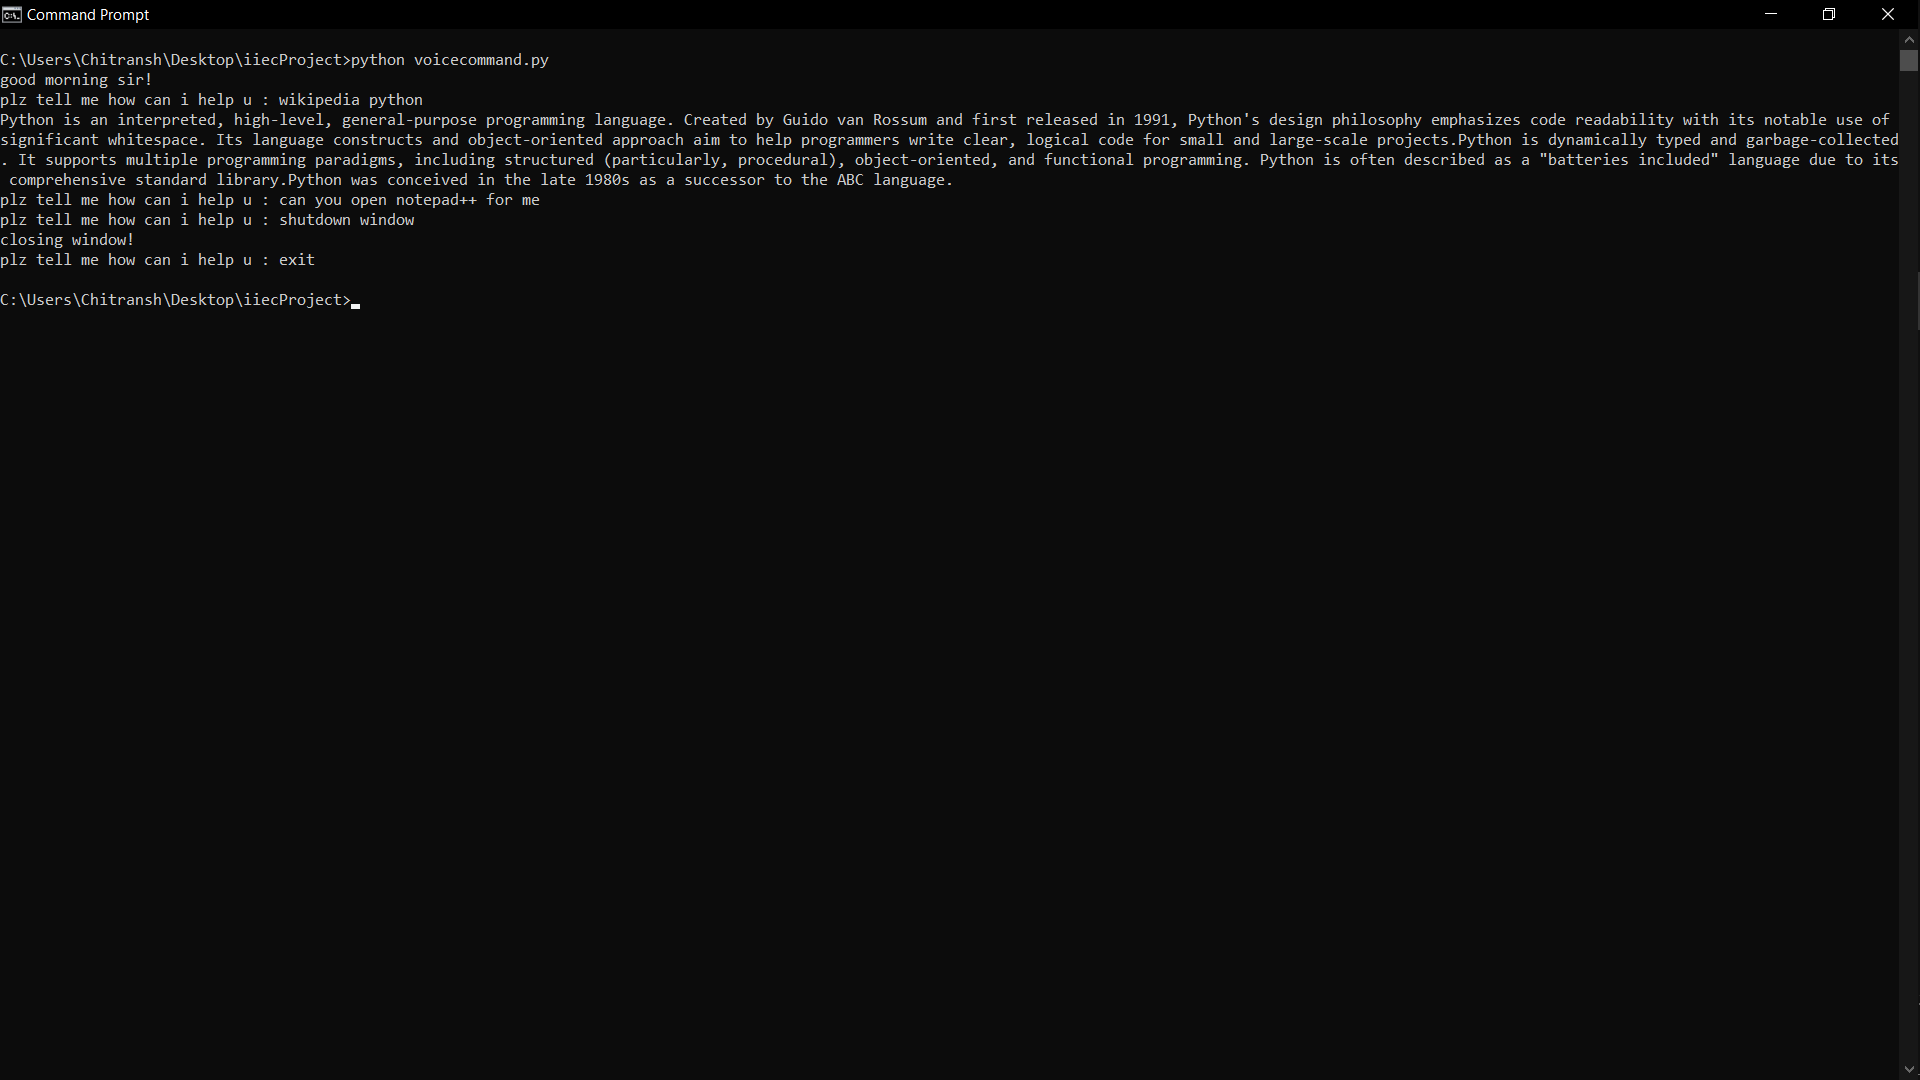 Command Prompt
C:\Users\Chitransh\Desktop\iiecProject>python voicecommand.py
good morning sir!
plz tell me how can i help u : wikipedia python
Python is an interpreted, high-level, general-purpose programming language. Created by Guido van Rossum and first released in 1991, Python's design philosophy emphasizes code readability with its notable use of
significant whitespace. Its language constructs and object-oriented approach aim to help programmers write clear, logical code for small and large-scale projects.Python is dynamically typed and garbage-collected
. It supports multiple programming paradigms, including structured (particularly, procedural), object-oriented, and functional programming. Python is often described as a "batteries included" language due to its
comprehensive standard library.Python was conceived in the late 1980s as a successor to the ABC language.
plz tell me how can i help u : can you open notepad++ for me
plz tell me how can i help u : shutdown window
closing window!
plz tell me how can i help u : exit
C:\Users\Chitransh\Desktop\iiecProject>